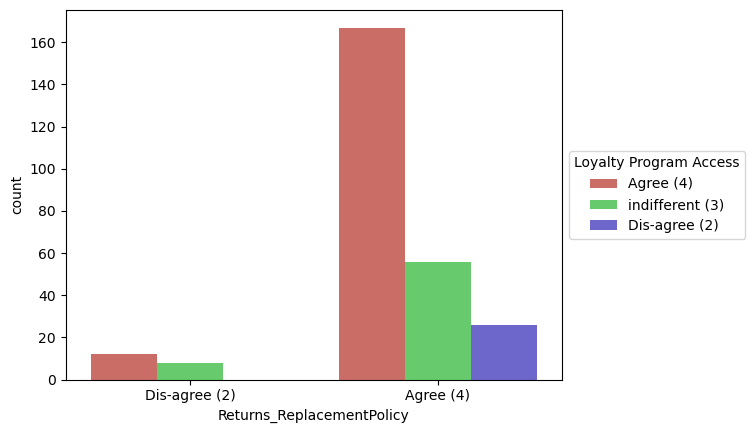 160
140
120
100
80
60
40
20
0
count
Dis-agree (2)
Agree (4)
Returns_ReplacementPolicy
Loyalty Program Access
Agree (4)
indifferent (3)
Dis-agree (2)